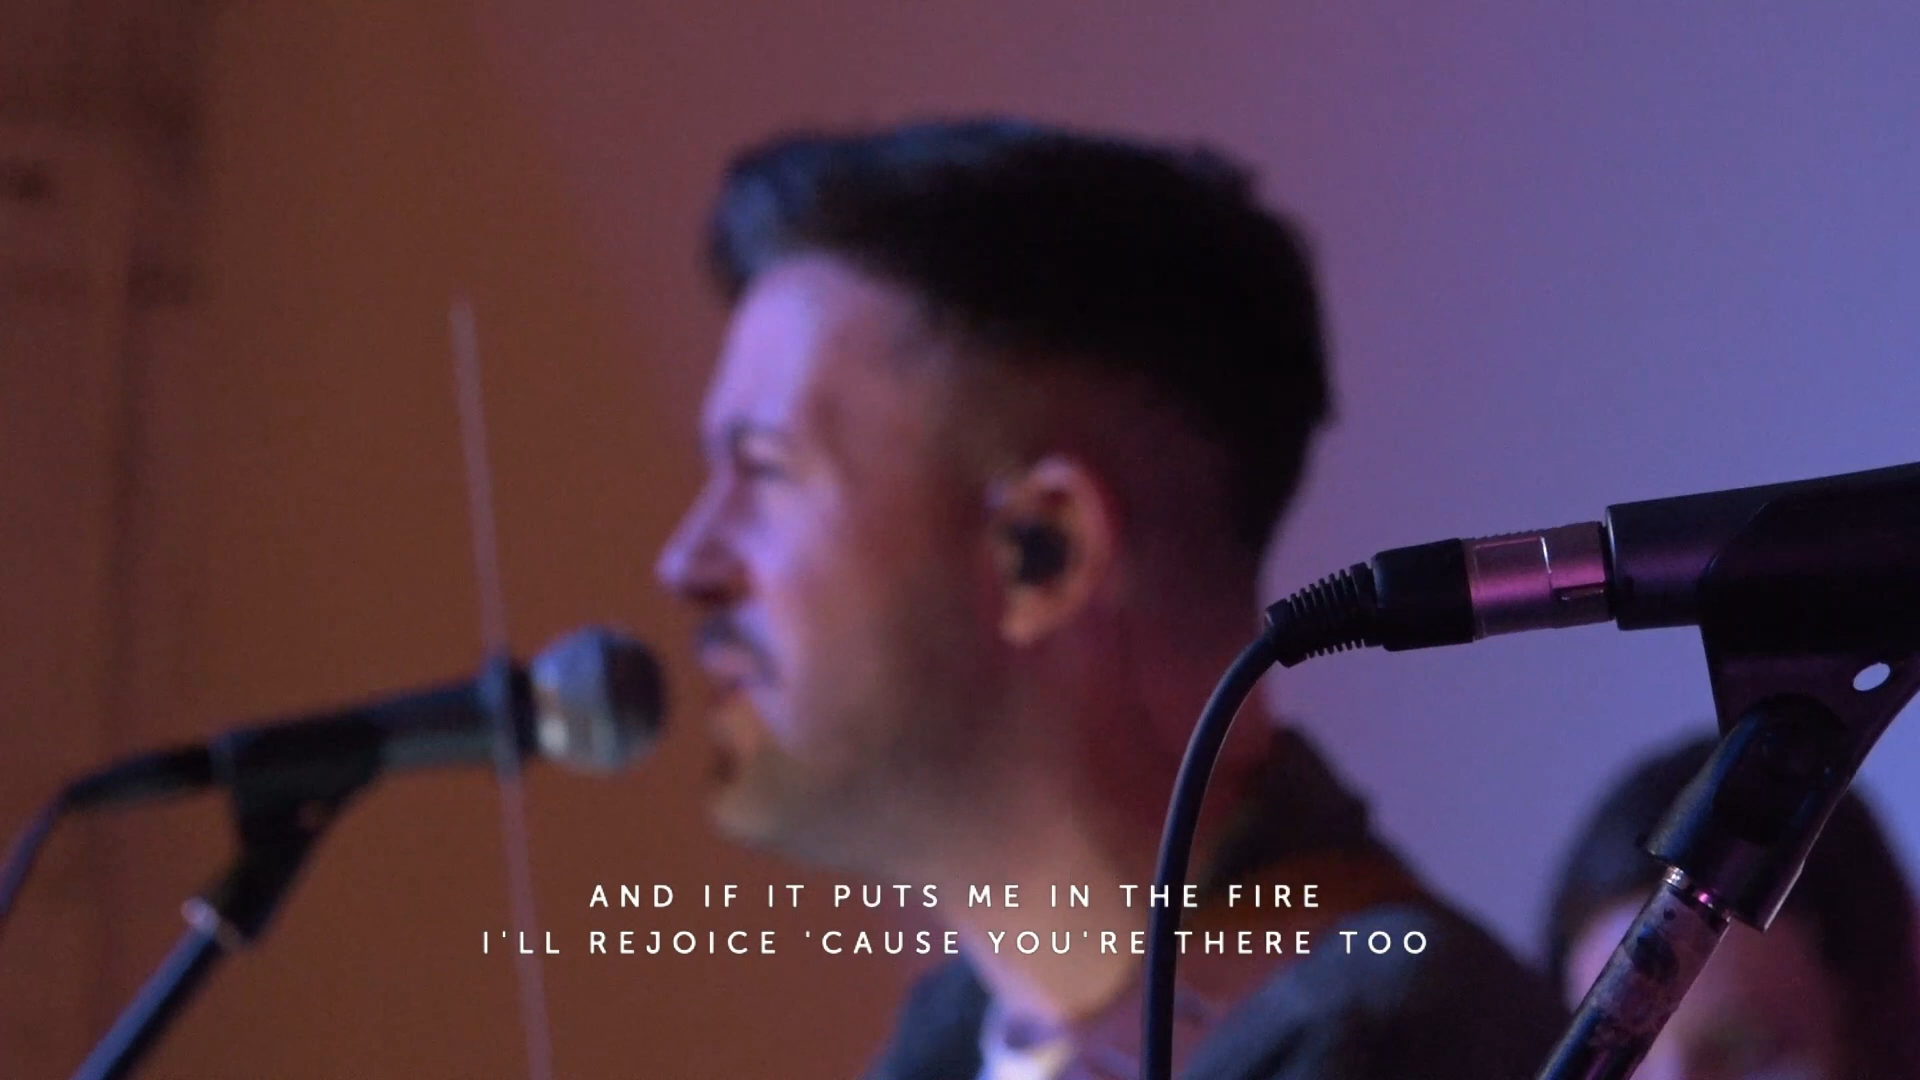 AND IF IT PUTS ME IN THE FIRE
I'LL REJOICE 'CAUSE YOU'RE THERE TOO